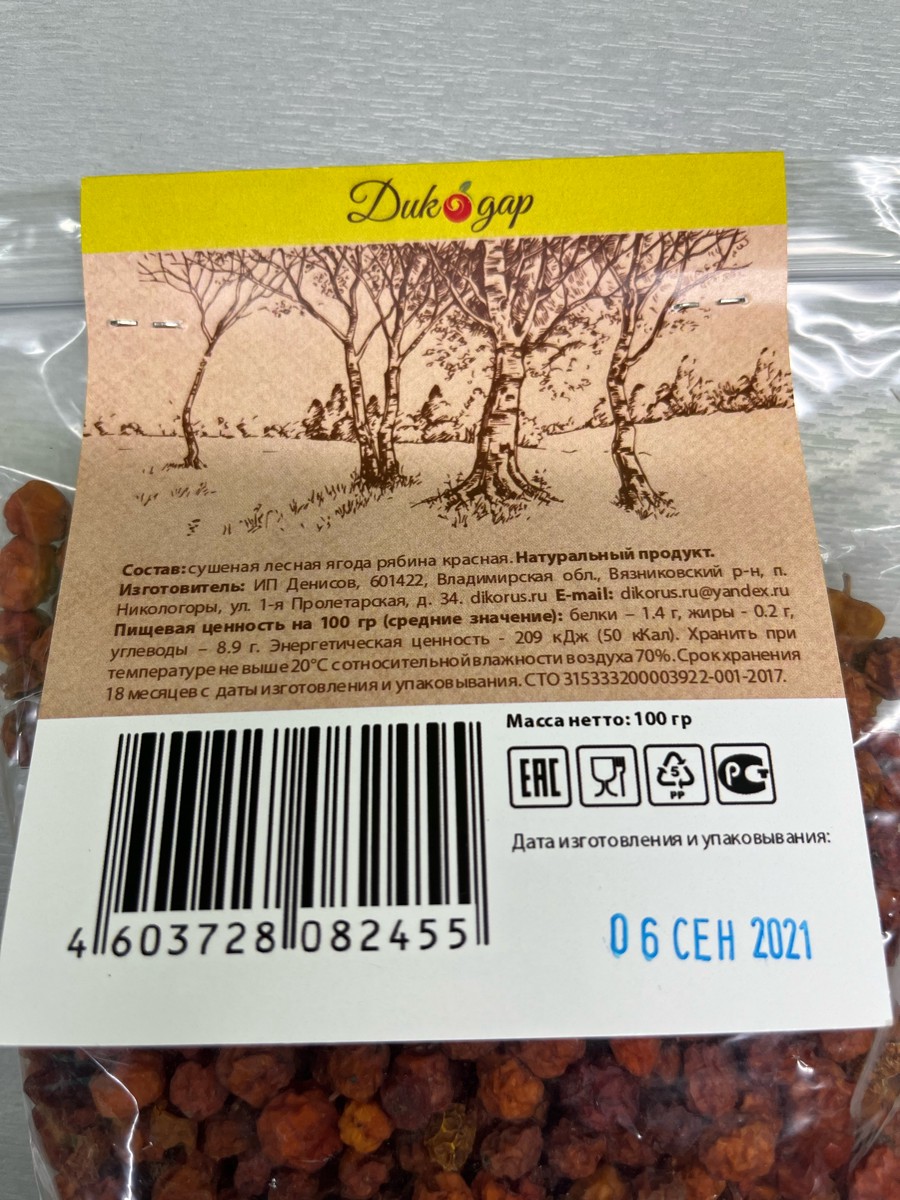 Дикодар
Состав: сушеная лесная ягода рябина красная. Натуральный продукт.
Изготовитель: ИП Денисов, 601422, Владимирская обл., Вязниковский р-н, п.
Никологоры, ул. 1-я Пролетарская, д. 34. dikorus.ru E-mail: dikorus.ru@yandex.ru
Пищевая ценность на 100 гр (средние значение): белки – 1.4 г, жиры - 0.2 г,
углеводы – 8.9 г. Энергетическая ценность - 209 кДж (50 кКал). Хранить при
температуре не выше 20°С с относительной влажности воздуха 70%. Срок хранения
18 месяцев с даты изготовления и упаковывания. СТО 315333200003922-001-2017.
Масса нетто: 100 гр
EAC
5
PP
РСТ
Дата изготовления и упаковывания:
06 СЕН 2021
4 603728 082455